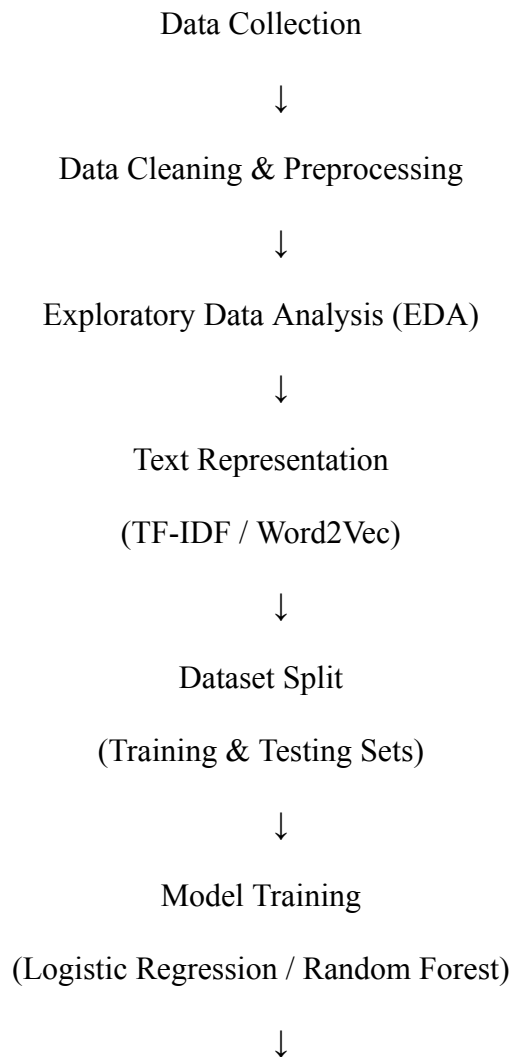 Data Collection
↓
Data Cleaning & Preprocessing
↓
Exploratory Data Analysis (EDA)
↓
Text Representation
(TF-IDF / Word2Vec)
↓
Dataset Split
(Training & Testing Sets)
↓
Model Training
(Logistic Regression / Random Forest)
↓